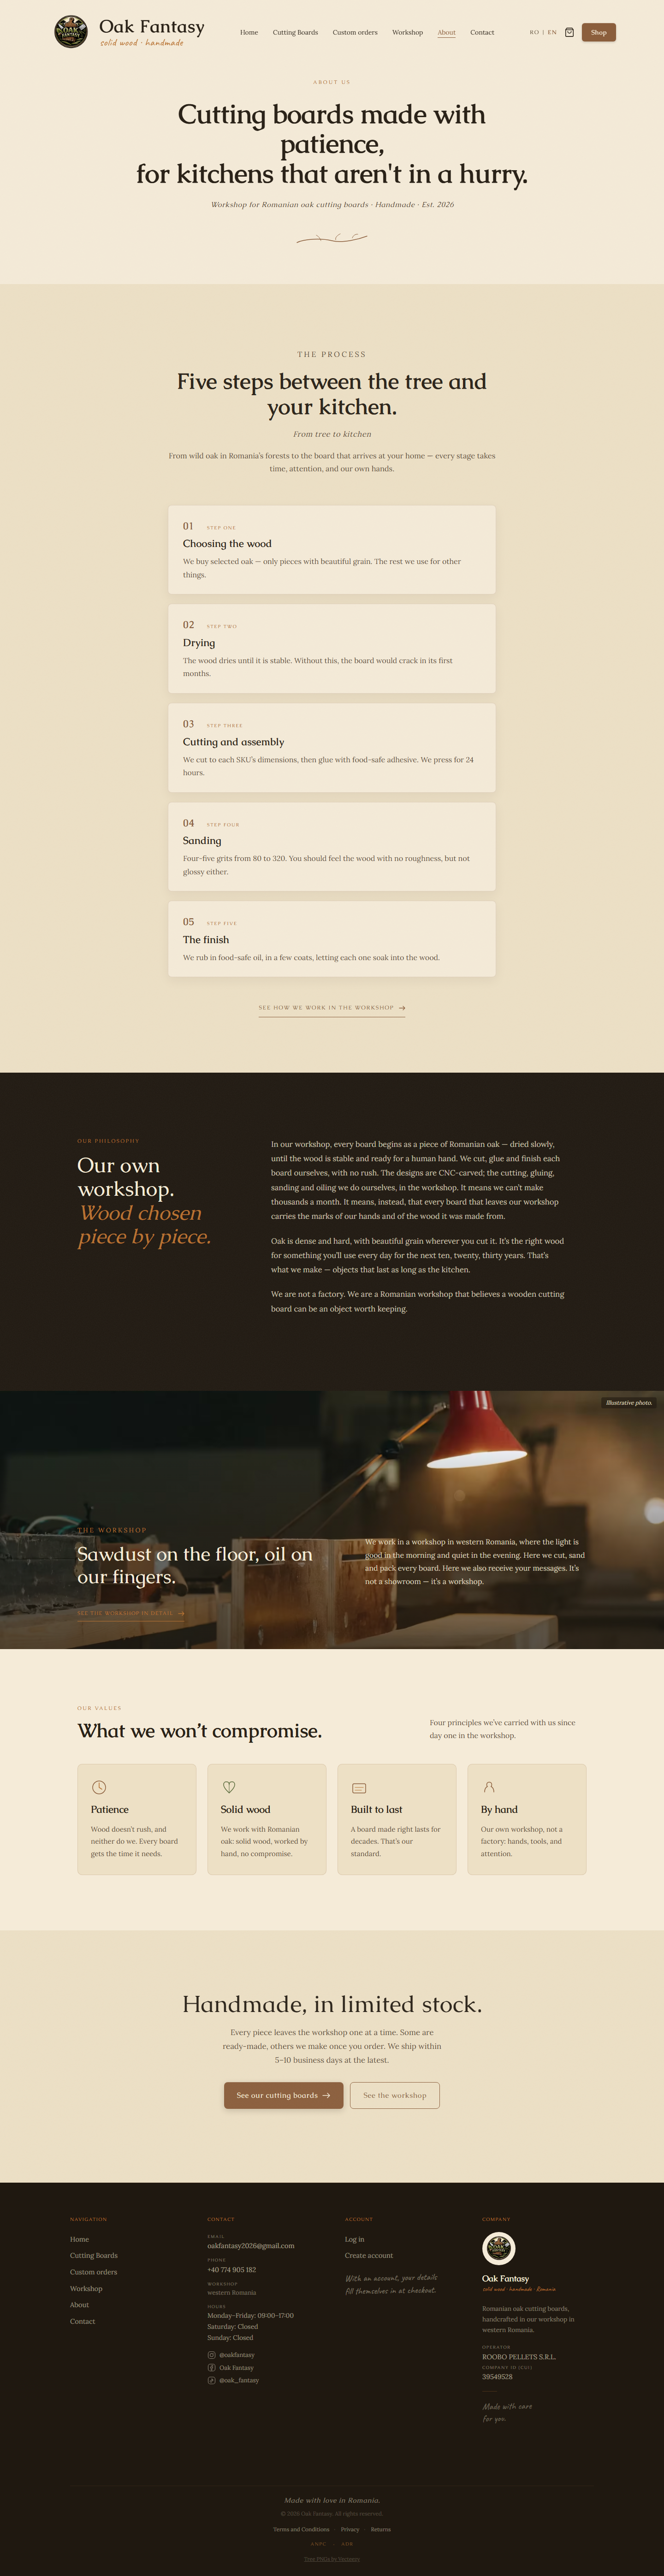 Oak Fantasy
solid wood · handmade
Home
Cutting Boards
Custom orders
Workshop
About
Contact
RO | EN
Shop
ABOUT US
Cutting boards made with
patience,
for kitchens that aren't in a hurry.
Workshop for Romanian oak cutting boards · Handmade · Est. 2026
THE PROCESS
Five steps between the tree and
your kitchen.
From tree to kitchen
From wild oak in Romania's forests to the board that arrives at your home — every stage takes
time, attention, and our own hands.
01 STEP ONE
Choosing the wood
We buy selected oak — only pieces with beautiful grain. The rest we use for other
things.
02 STEP TWO
Drying
The wood dries until it is stable. Without this, the board would crack in its first
months.
03 STEP THREE
Cutting and assembly
We cut to each SKU's dimensions, then glue with food-safe adhesive. We press for 24
hours.
04 STEP FOUR
Sanding
Four-five grits from 80 to 320. You should feel the wood with no roughness, but not
glossy either.
05 STEP FIVE
The finish
We rub in food-safe oil, in a few coats, letting each one soak into the wood.
SEE HOW WE WORK IN THE WORKSHOP →
OUR PHILOSOPHY
Our own
workshop.
Wood chosen
piece by piece.
In our workshop, every board begins as a piece of Romanian oak — dried slowly,
until the wood is stable and ready for a human hand. We cut, glue and finish each
board ourselves, with no rush. The designs are CNC-carved; the cutting, gluing,
sanding and oiling we do ourselves, in the workshop. It means we can't make
thousands a month. It means, instead, that every board that leaves our workshop
carries the marks of our hands and of the wood it was made from.
Oak is dense and hard, with beautiful grain wherever you cut it. It's the right wood
for something you'll use every day for the next ten, twenty, thirty years. That's
what we make — objects that last as long as the kitchen.
We are not a factory. We are a Romanian workshop that believes a wooden cutting
board can be an object worth keeping.
Illustrative photo.
THE WORKSHOP
Sawdust on the floor, oil on
our fingers.
SEE THE WORKSHOP IN DETAIL →
We work in a workshop in western Romania, where the light is
good in the morning and quiet in the evening. Here we cut, sand
and pack every board. Here we also receive your messages. It's
not a showroom — it's a workshop.
OUR VALUES
What we won't compromise.
Four principles we've carried with us since
day one in the workshop.
Patience
Wood doesn't rush, and
neither do we. Every board
gets the time it needs.
Solid wood
We work with Romanian
oak: solid wood, worked by
hand, no compromise.
Built to last
A board made right lasts for
decades. That's our
standard.
By hand
Our own workshop, not a
factory: hands, tools, and
attention.
Handmade, in limited stock.
Every piece leaves the workshop one at a time. Some are
ready-made, others we make once you order. We ship within
5–10 business days at the latest.
See our cutting boards →
See the workshop
NAVIGATION
Home
Cutting Boards
Custom orders
Workshop
About
Contact
CONTACT
EMAIL
oakfantasy2026@gmail.com
PHONE
+40 774 905 182
WORKSHOP
western Romania
HOURS
Monday–Friday: 09:00–17:00
Saturday: Closed
Sunday: Closed
@oakfantasy
Oak Fantasy
@oak_fantasy
ACCOUNT
Log in
Create account
With an account, your details
fill themselves in at checkout.
COMPANY
Oak Fantasy
solid wood · handmade · Romania
Romanian oak cutting boards,
handcrafted in our workshop in
western Romania.
OPERATOR
ROOBO PELLETS S.R.L.
COMPANY ID (CUI)
39549528
Made with care
for you.
Made with love in Romania.
© 2026 Oak Fantasy. All rights reserved.
Terms and Conditions · Privacy · Returns
ANPC · ADR